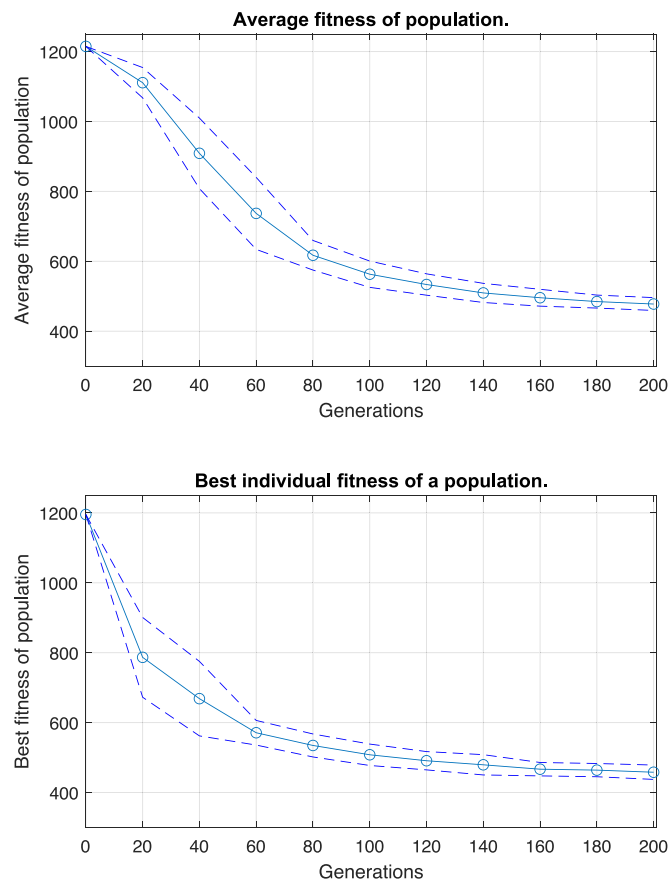 Average fitness of population.
1200
1000
800
600
400
Average fitness of population
0 20 40 60 80 100 120 140 160 180 200
Generations
Best individual fitness of a population.
1200
1000
800
600
400
Best fitness of population
0 20 40 60 80 100 120 140 160 180 200
Generations